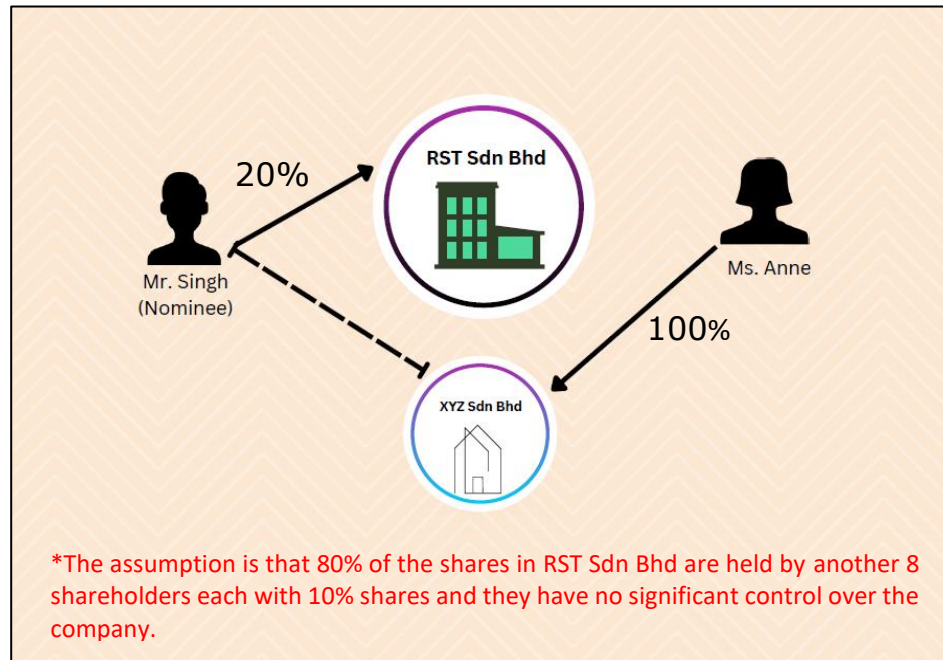 RST Sdn Bhd
20%
Mr. Singh
(Nominee)
Ms. Anne
100%
XYZ Sdn Bhd
*The assumption is that 80% of the shares in RST Sdn Bhd are held by another 8
shareholders each with 10% shares and they have no significant control over the
company.